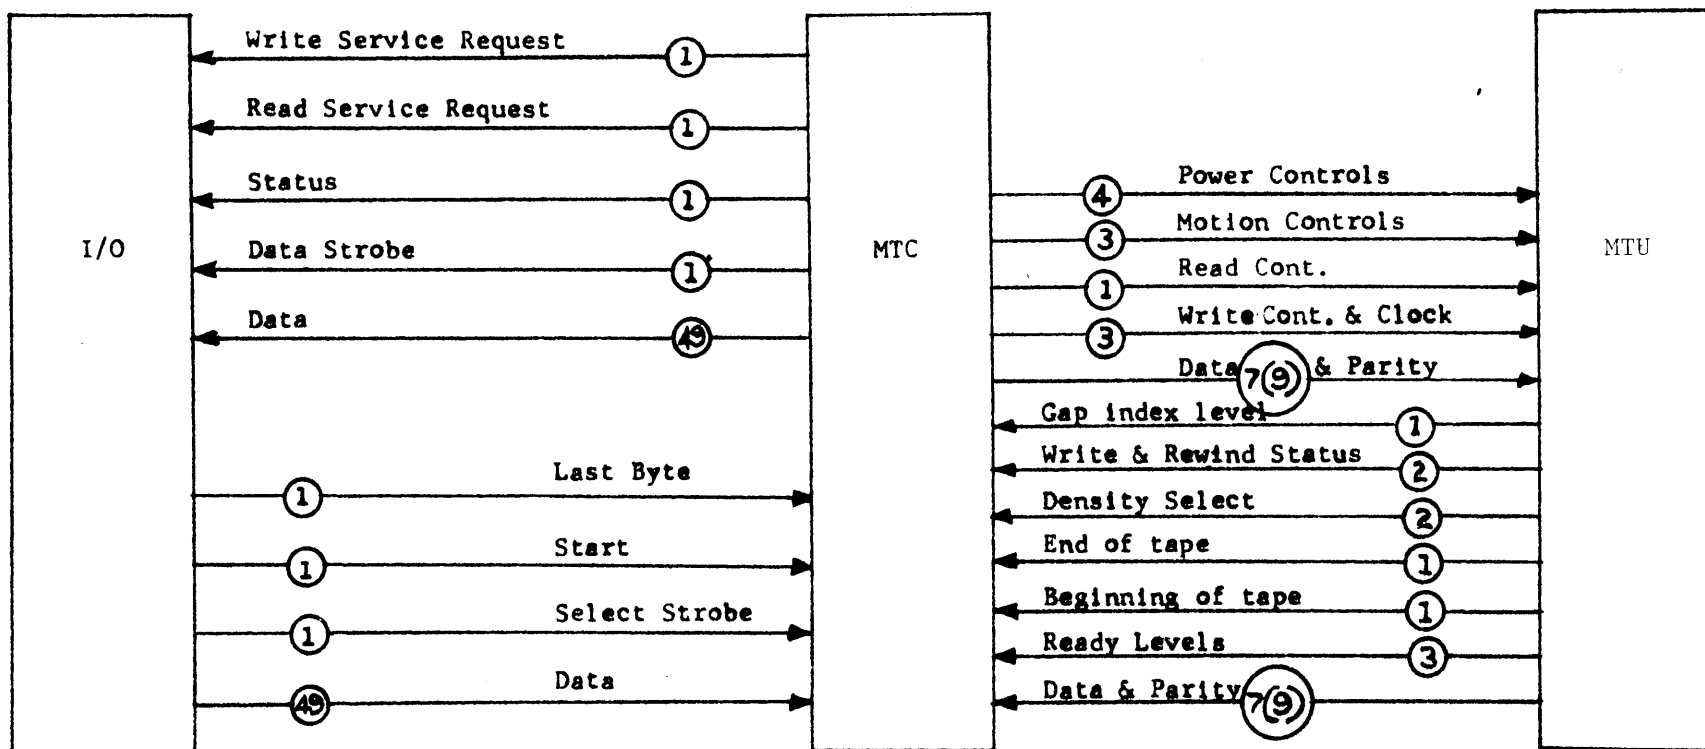 I/O
Write Service Request
1
Read Service Request
1
Status
1
Data Strobe
1
Data
49
Last Byte
1
Start
1
Select Strobe
1
Data
49
MTC
Power Controls
4
Motion Controls
3
Read Cont.
1
Write Cont. & Clock
3
Data 7(9) & Parity
Gap index level
1
Write & Rewind Status
2
Density Select
2
End of tape
1
Beginning of tape
1
Ready Levels
3
Data & Parity 7(9)
MTU